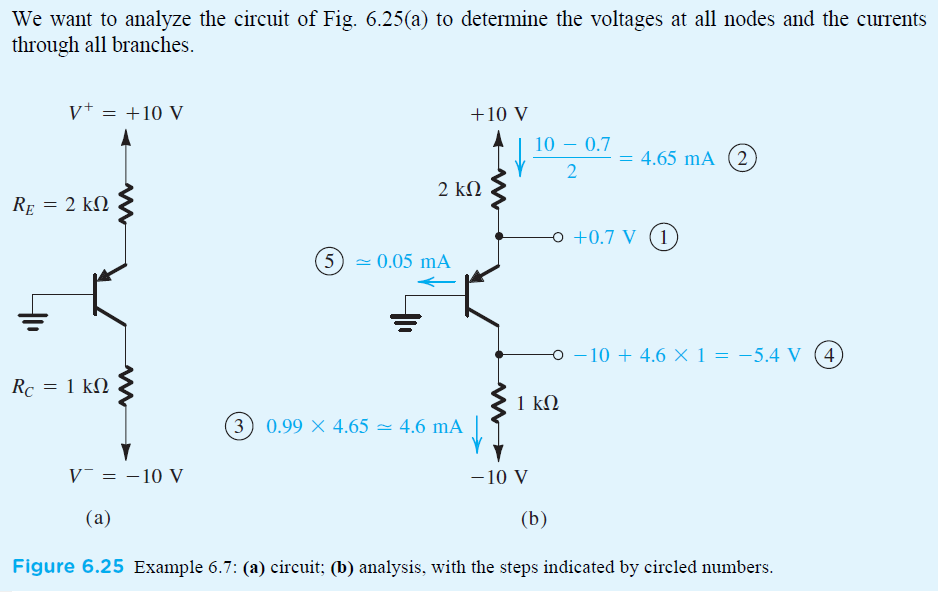 We want to analyze the circuit of Fig. 6.25(a) to determine the voltages at all nodes and the currents
through all branches.
V⁺ = +10 V
R_E = 2 kΩ
R_C = 1 kΩ
V⁻ = −10 V
(a)
+10 V
10 − 0.7
2
= 4.65 mA ②
2 kΩ
+0.7 V ①
⑤ ≃ 0.05 mA
−10 + 4.6 × 1 = −5.4 V ④
1 kΩ
③ 0.99 × 4.65 ≃ 4.6 mA
−10 V
(b)
Figure 6.25 Example 6.7: (a) circuit; (b) analysis, with the steps indicated by circled numbers.